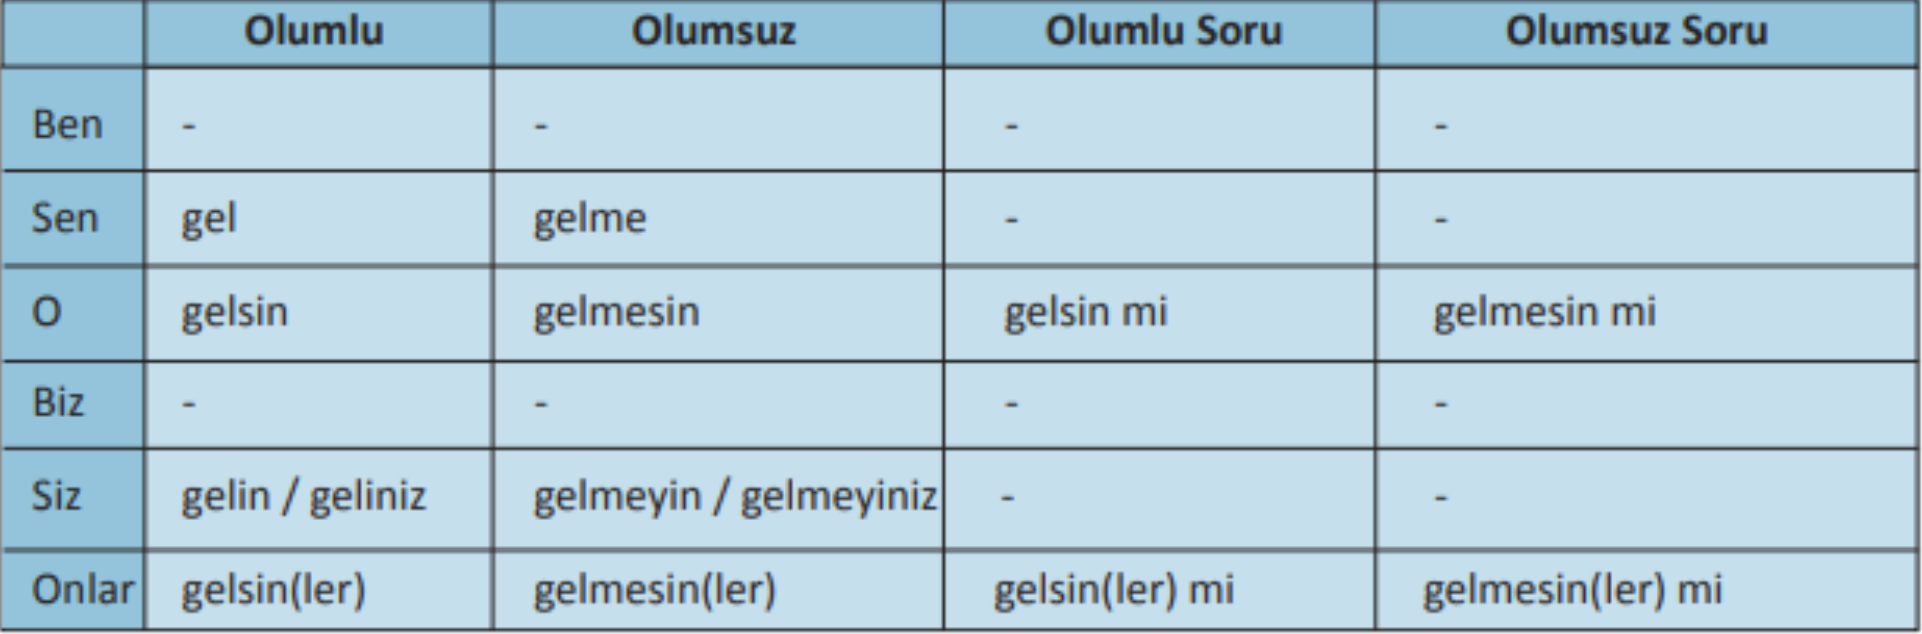 Olumlu Olumsuz Olumlu Soru Olumsuz Soru
Ben - - - -
Sen gel gelme - -
O gelsin gelmesin gelsin mi gelmesin mi
Biz - - - -
Siz gelin / geliniz gelmeyin / gelmeyiniz - -
Onlar gelsin(ler) gelmesin(ler) gelsin(ler) mi gelmesin(ler) mi